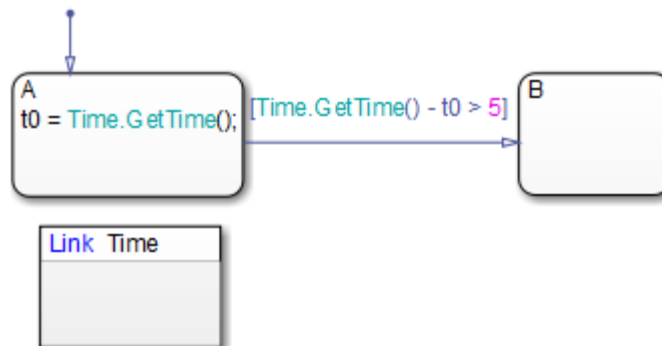 A
t0 = Time.GetTime();
[Time.GetTime() - t0 > 5]
B
Link Time